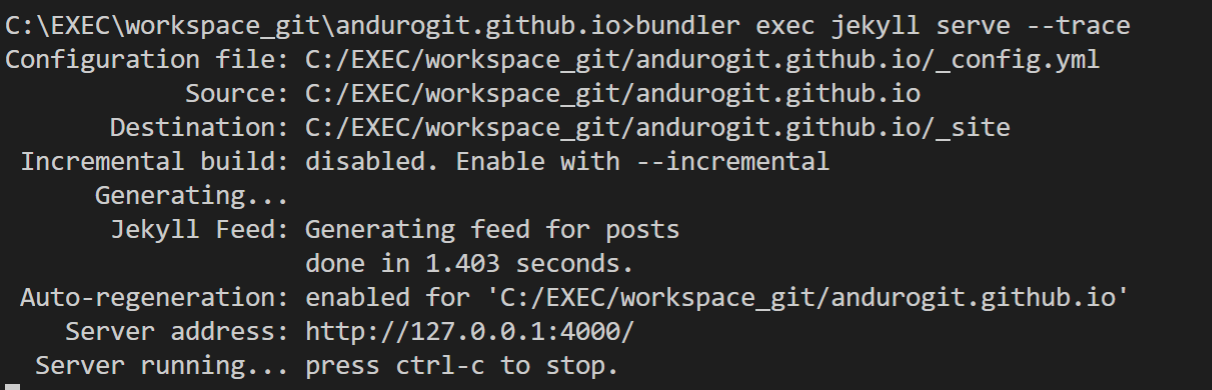 C:\EXEC\workspace_git\andurogit.github.io>bundler exec jekyll serve --trace
Configuration file: C:/EXEC/workspace_git/andurogit.github.io/_config.yml
Source: C:/EXEC/workspace_git/andurogit.github.io
Destination: C:/EXEC/workspace_git/andurogit.github.io/_site
Incremental build: disabled. Enable with --incremental
Generating...
Jekyll Feed: Generating feed for posts
done in 1.403 seconds.
Auto-regeneration: enabled for 'C:/EXEC/workspace_git/andurogit.github.io'
Server address: http://127.0.0.1:4000/
Server running... press ctrl-c to stop.